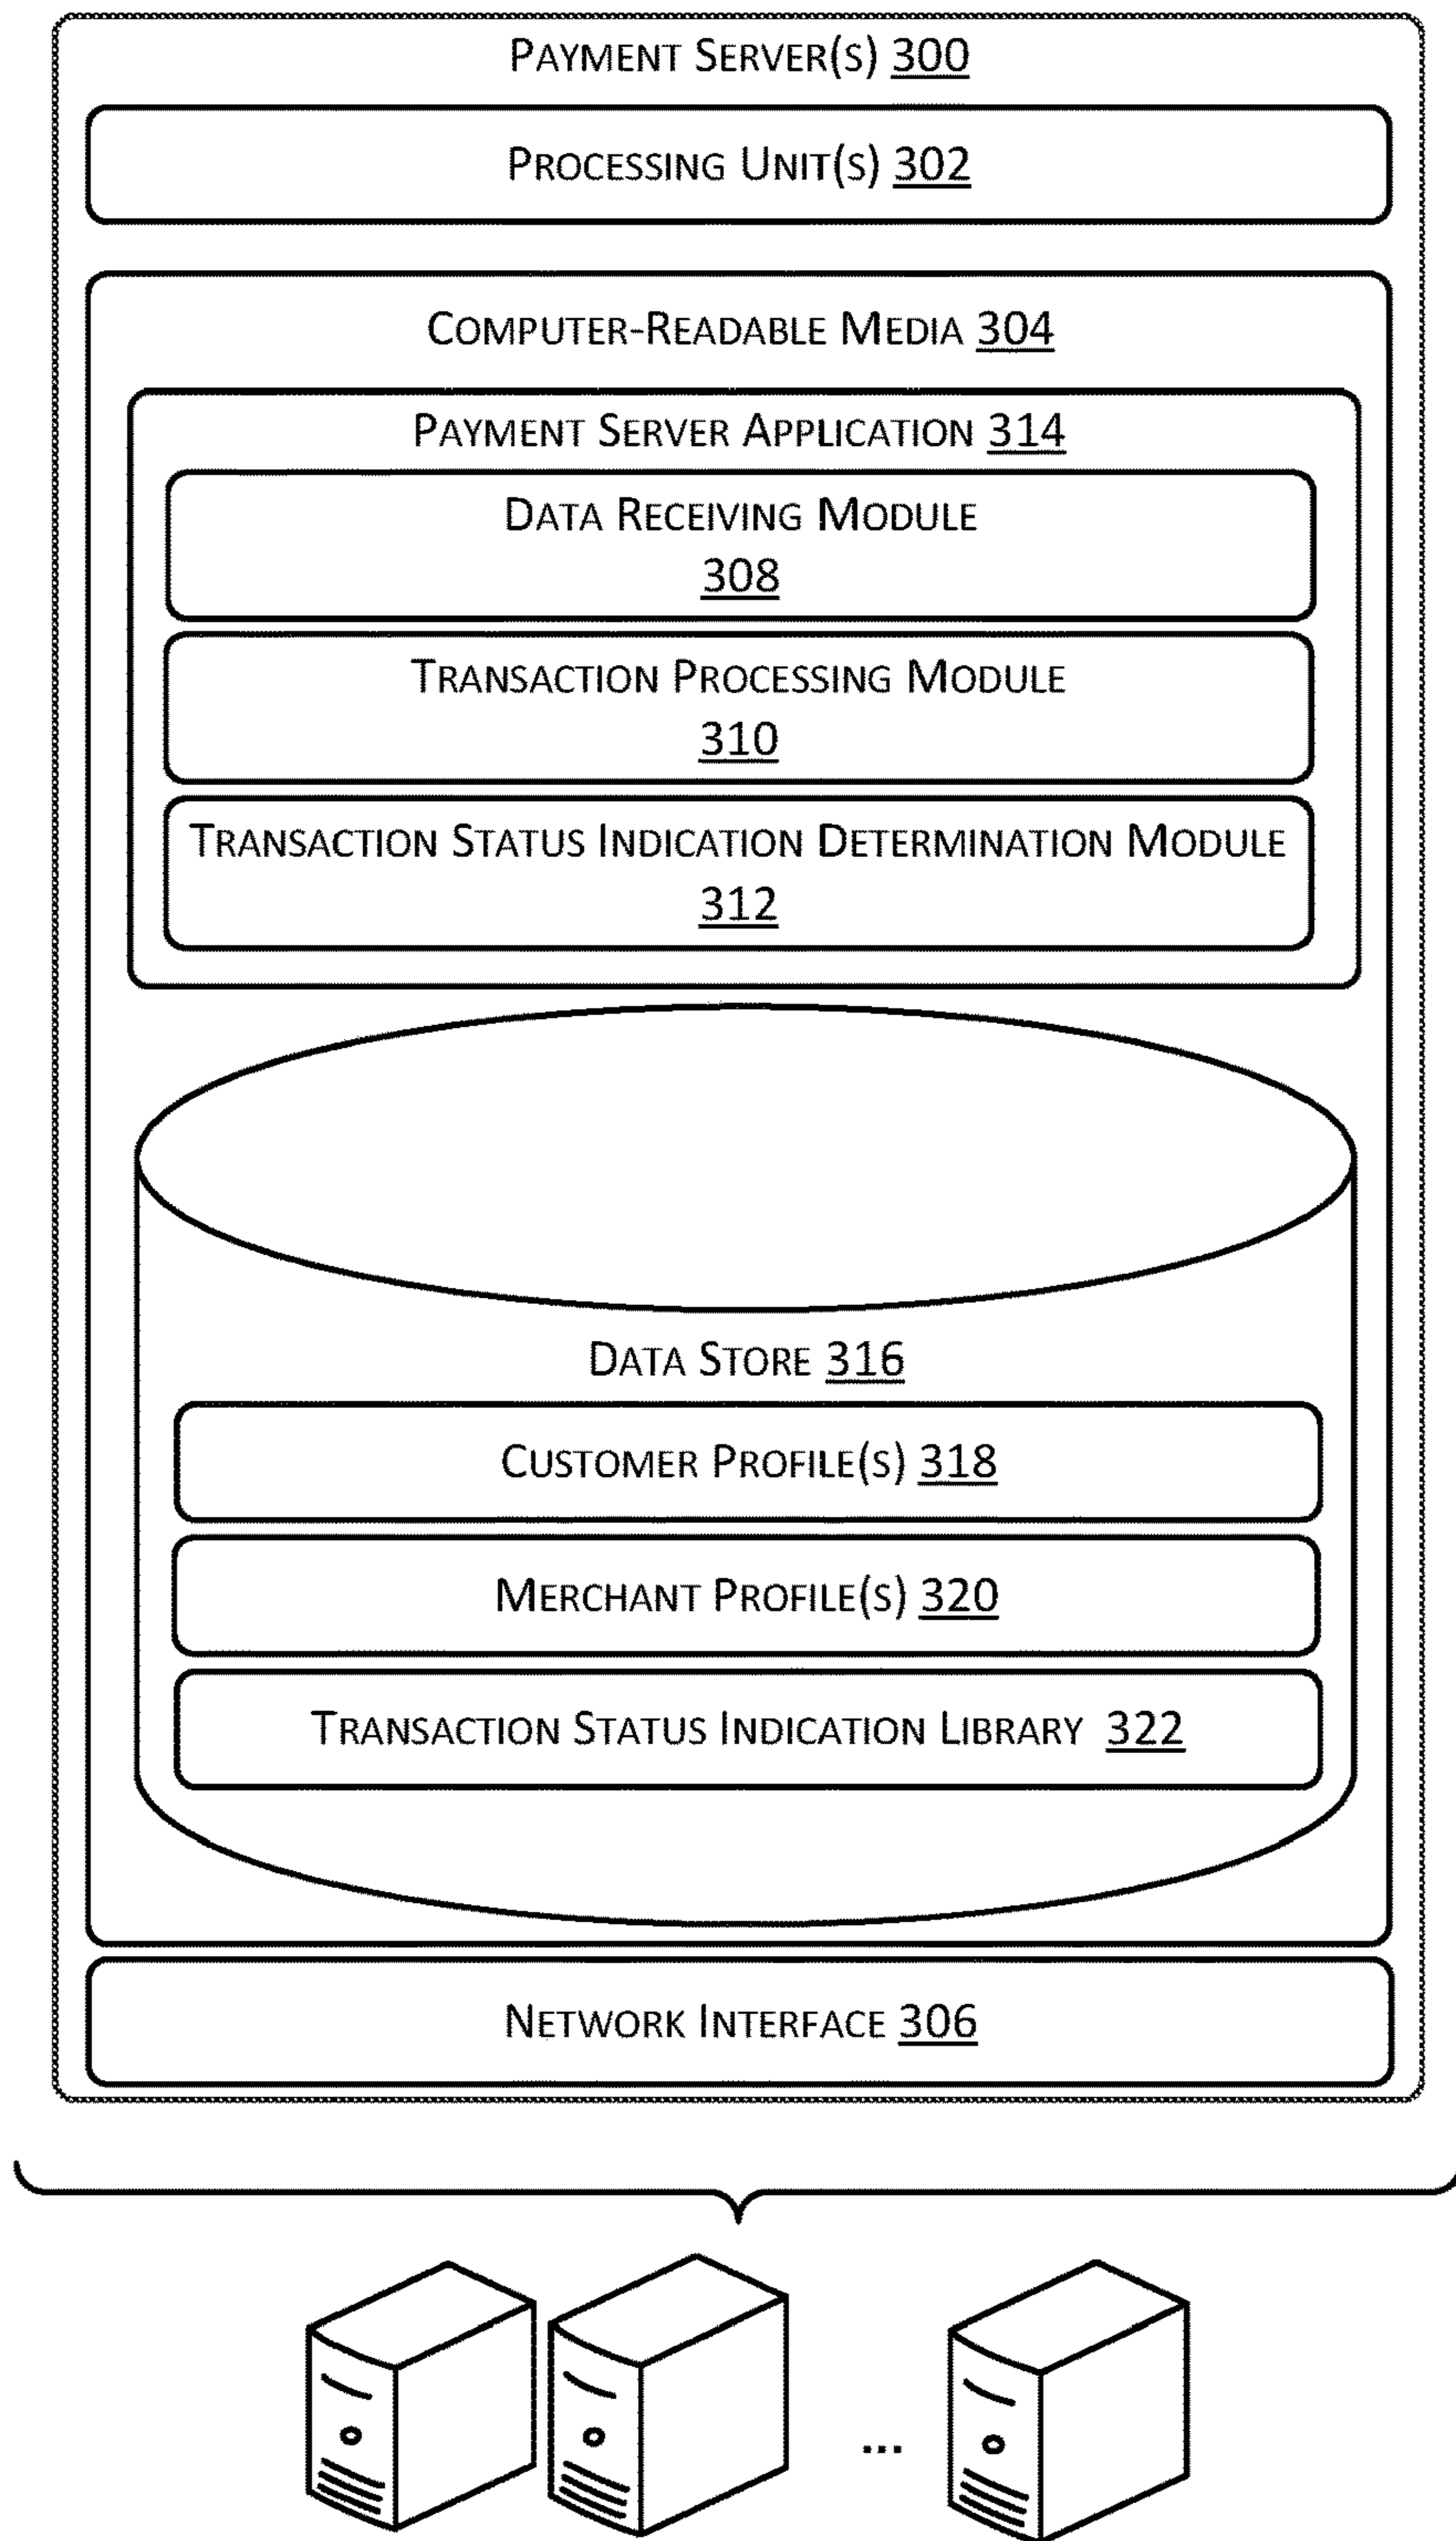 PAYMENT SERVER(S) 300
PROCESSING UNIT(S) 302
COMPUTER-READABLE MEDIA 304
PAYMENT SERVER APPLICATION 314
DATA RECEIVING MODULE
308
TRANSACTION PROCESSING MODULE
310
TRANSACTION STATUS INDICATION DETERMINATION MODULE
312
DATA STORE 316
CUSTOMER PROFILE(S) 318
MERCHANT PROFILE(S) 320
TRANSACTION STATUS INDICATION LIBRARY 322
NETWORK INTERFACE 306
...